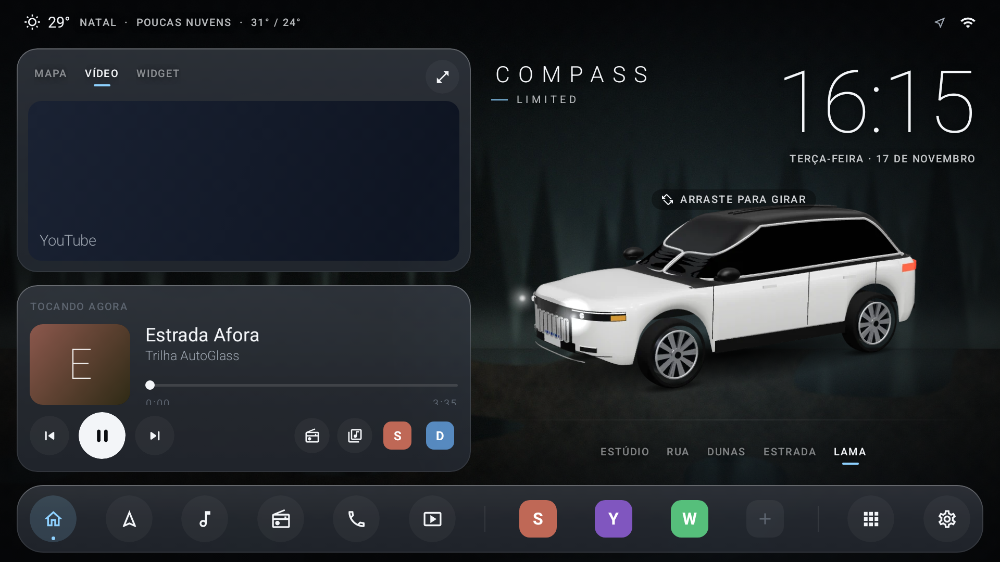 29° NATAL · POUCAS NUVENS · 31° / 24°
MAPA VÍDEO WIDGET
YouTube
COMPASS
LIMITED
16:15
TERÇA-FEIRA · 17 DE NOVEMBRO
ARRASTE PARA GIRAR
TOCANDO AGORA
E
Estrada Afora
Trilha AutoGlass
0:00 3:35
S D
ESTÚDIO RUA DUNAS ESTRADA LAMA
S Y W